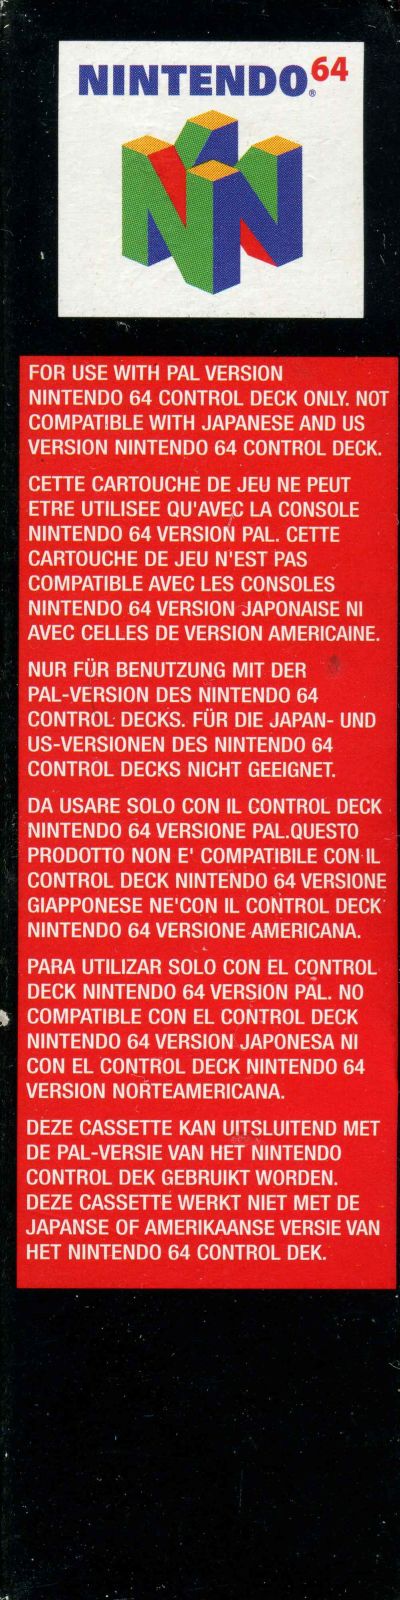 NINTENDO 64
®
FOR USE WITH PAL VERSION
NINTENDO 64 CONTROL DECK ONLY. NOT
COMPATIBLE WITH JAPANESE AND US
VERSION NINTENDO 64 CONTROL DECK.
CETTE CARTOUCHE DE JEU NE PEUT
ETRE UTILISEE QU'AVEC LA CONSOLE
NINTENDO 64 VERSION PAL. CETTE
CARTOUCHE DE JEU N'EST PAS
COMPATIBLE AVEC LES CONSOLES
NINTENDO 64 VERSION JAPONAISE NI
AVEC CELLES DE VERSION AMERICAINE.
NUR FÜR BENUTZUNG MIT DER
PAL-VERSION DES NINTENDO 64
CONTROL DECKS. FÜR DIE JAPAN- UND
US-VERSIONEN DES NINTENDO 64
CONTROL DECKS NICHT GEEIGNET.
DA USARE SOLO CON IL CONTROL DECK
NINTENDO 64 VERSIONE PAL.QUESTO
PRODOTTO NON E' COMPATIBILE CON IL
CONTROL DECK NINTENDO 64 VERSIONE
GIAPPONESE NE'CON IL CONTROL DECK
NINTENDO 64 VERSIONE AMERICANA.
PARA UTILIZAR SOLO CON EL CONTROL
DECK NINTENDO 64 VERSION PAL. NO
COMPATIBLE CON EL CONTROL DECK
NINTENDO 64 VERSION JAPONESA NI
CON EL CONTROL DECK NINTENDO 64
VERSION NORTEAMERICANA.
DEZE CASSETTE KAN UITSLUITEND MET
DE PAL-VERSIE VAN HET NINTENDO
CONTROL DEK GEBRUIKT WORDEN.
DEZE CASSETTE WERKT NIET MET DE
JAPANSE OF AMERIKAANSE VERSIE VAN
HET NINTENDO 64 CONTROL DEK.